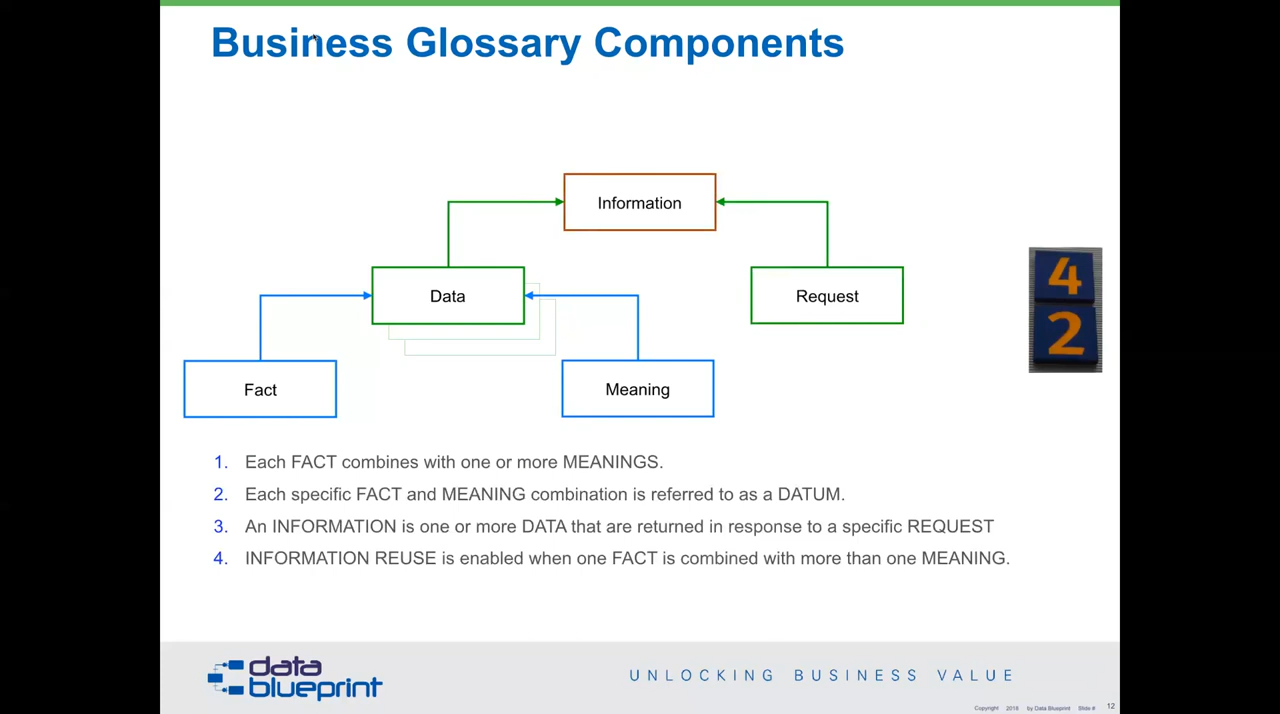 Business Glossary Components
Information
Data
Request
4
2
Fact
Meaning
1. Each FACT combines with one or more MEANINGS.
2. Each specific FACT and MEANING combination is referred to as a DATUM.
3. An INFORMATION is one or more DATA that are returned in response to a specific REQUEST
4. INFORMATION REUSE is enabled when one FACT is combined with more than one MEANING.
data
blueprint
UNLOCKING BUSINESS VALUE
Copyright 2018 by Data Blueprint Slide # 12